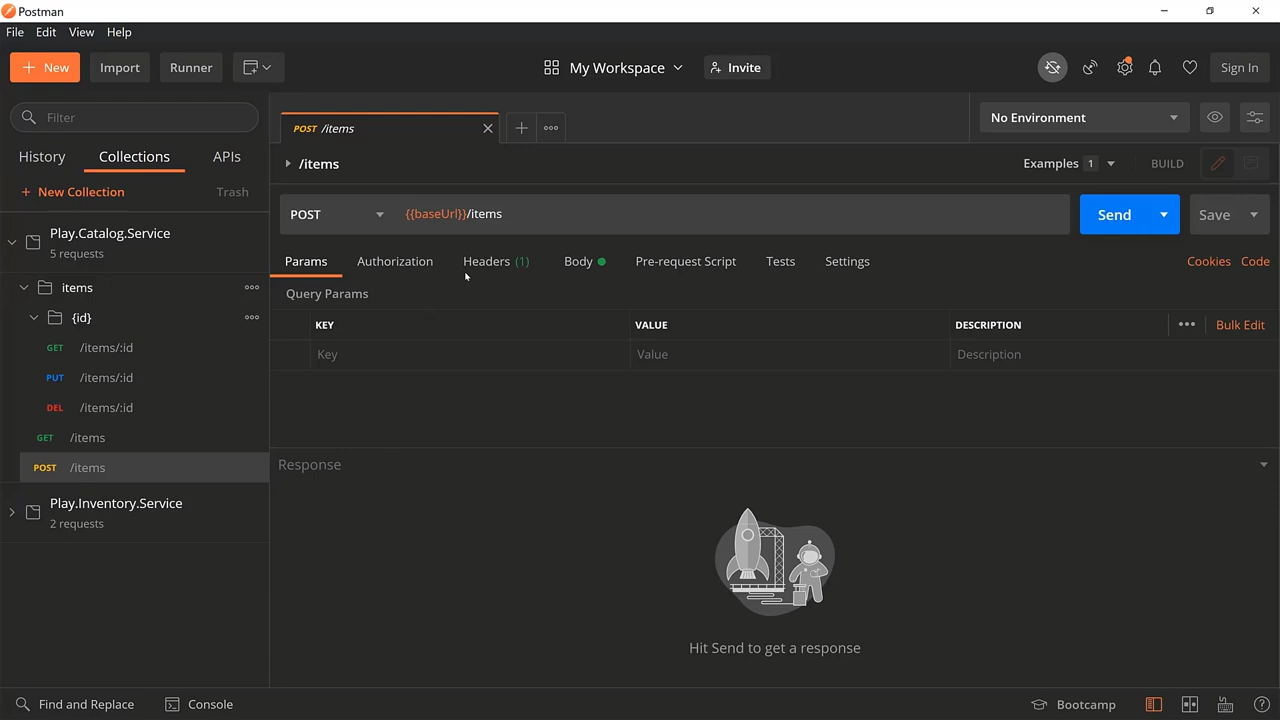 Postman
File Edit View Help
+ New Import Runner My Workspace Invite Sign In
Filter
History Collections APIs
+ New Collection Trash
Play.Catalog.Service
5 requests
items
{id}
GET /items/:id
PUT /items/:id
DEL /items/:id
GET /items
POST /items
Play.Inventory.Service
2 requests
POST /items
No Environment
/items
Examples 1 BUILD
POST {{baseUrl}}/items Send Save
Params Authorization Headers (1) Body Pre-request Script Tests Settings Cookies Code
Query Params
KEY VALUE DESCRIPTION Bulk Edit
Key Value Description
Response
Hit Send to get a response
Find and Replace Console Bootcamp